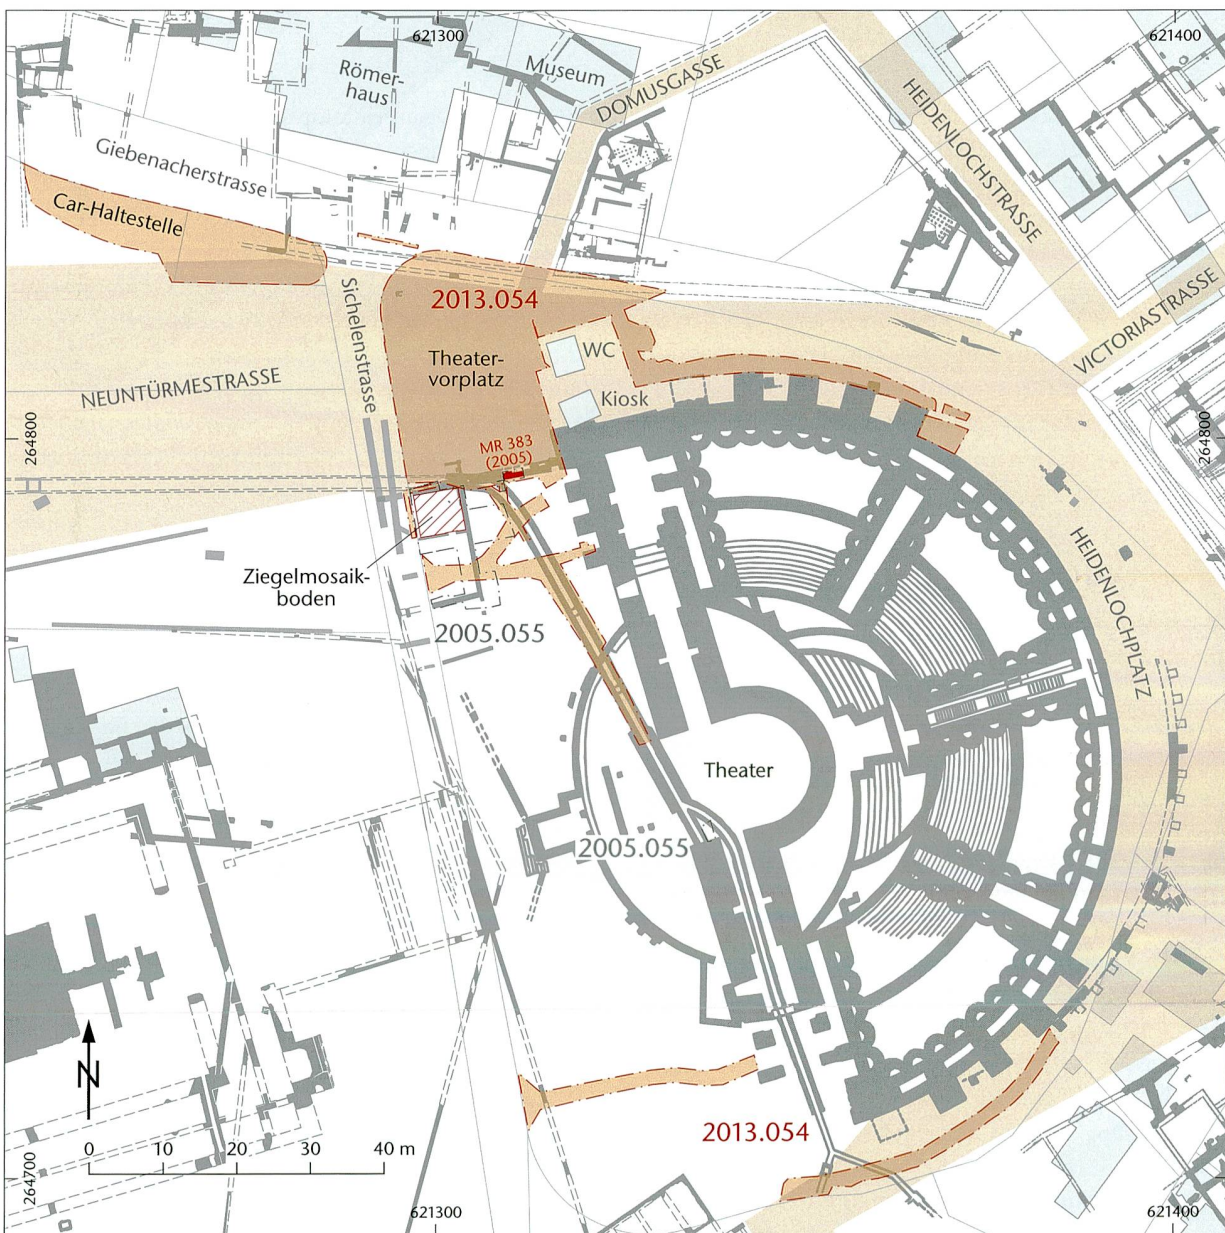 621300
621400
Römer-
haus
Museum
DOMUSGASSE
HEIDENLOCHSTRASSE
Giebenacherstrasse
Car-Haltestelle
Sichelenstrasse
2013.054
VICTORIASTRASSE
Theater-
vorplatz
WC
NEUNTÜRMESTRASSE
Kiosk
264800
MR 383
(2005)
264800
HEIDENLOCHPLATZ
Ziegelmosaik-
boden
2005.055
Theater
2005.055
N
2013.054
0 10 20 30 40 m
264700
621300
621400